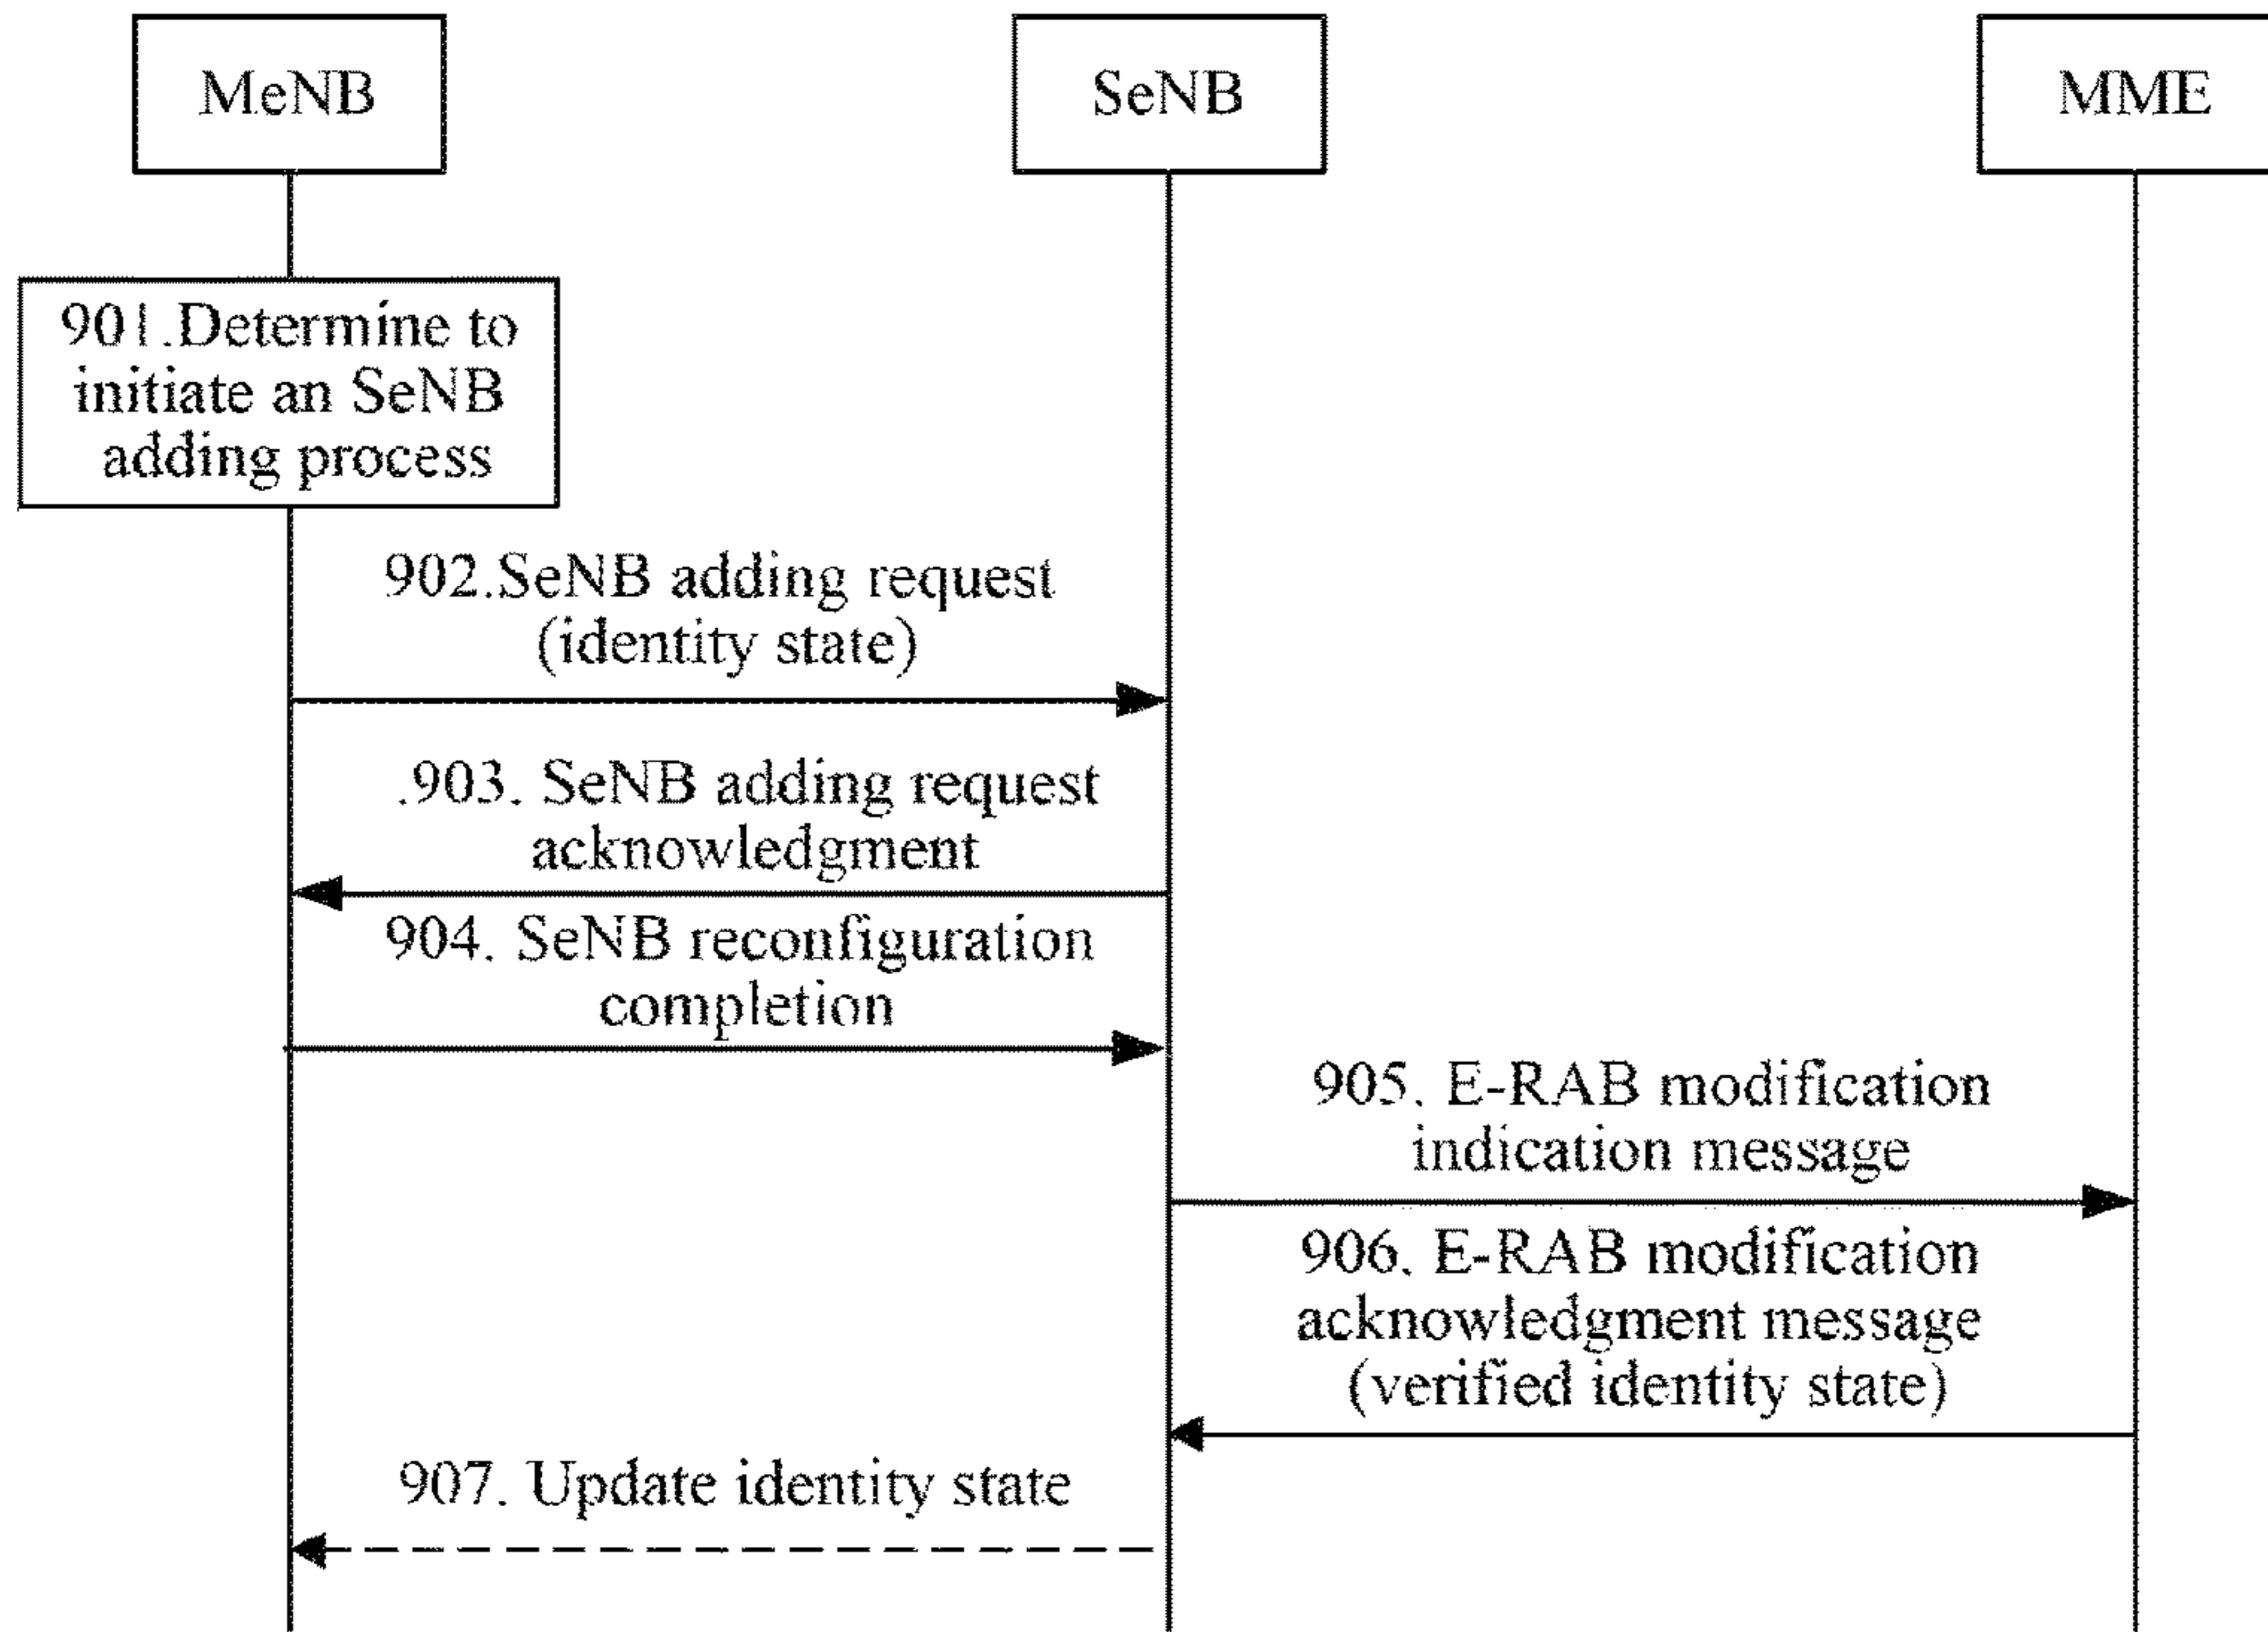 MeNB
SeNB
MME
901.Determine to
initiate an SeNB
adding process
902.SeNB adding request
(identity state)
.903. SeNB adding request
acknowledgment
904. SeNB reconfiguration
completion
905. E-RAB modification
indication message
906. E-RAB modification
acknowledgment message
(verified identity state)
907. Update identity state